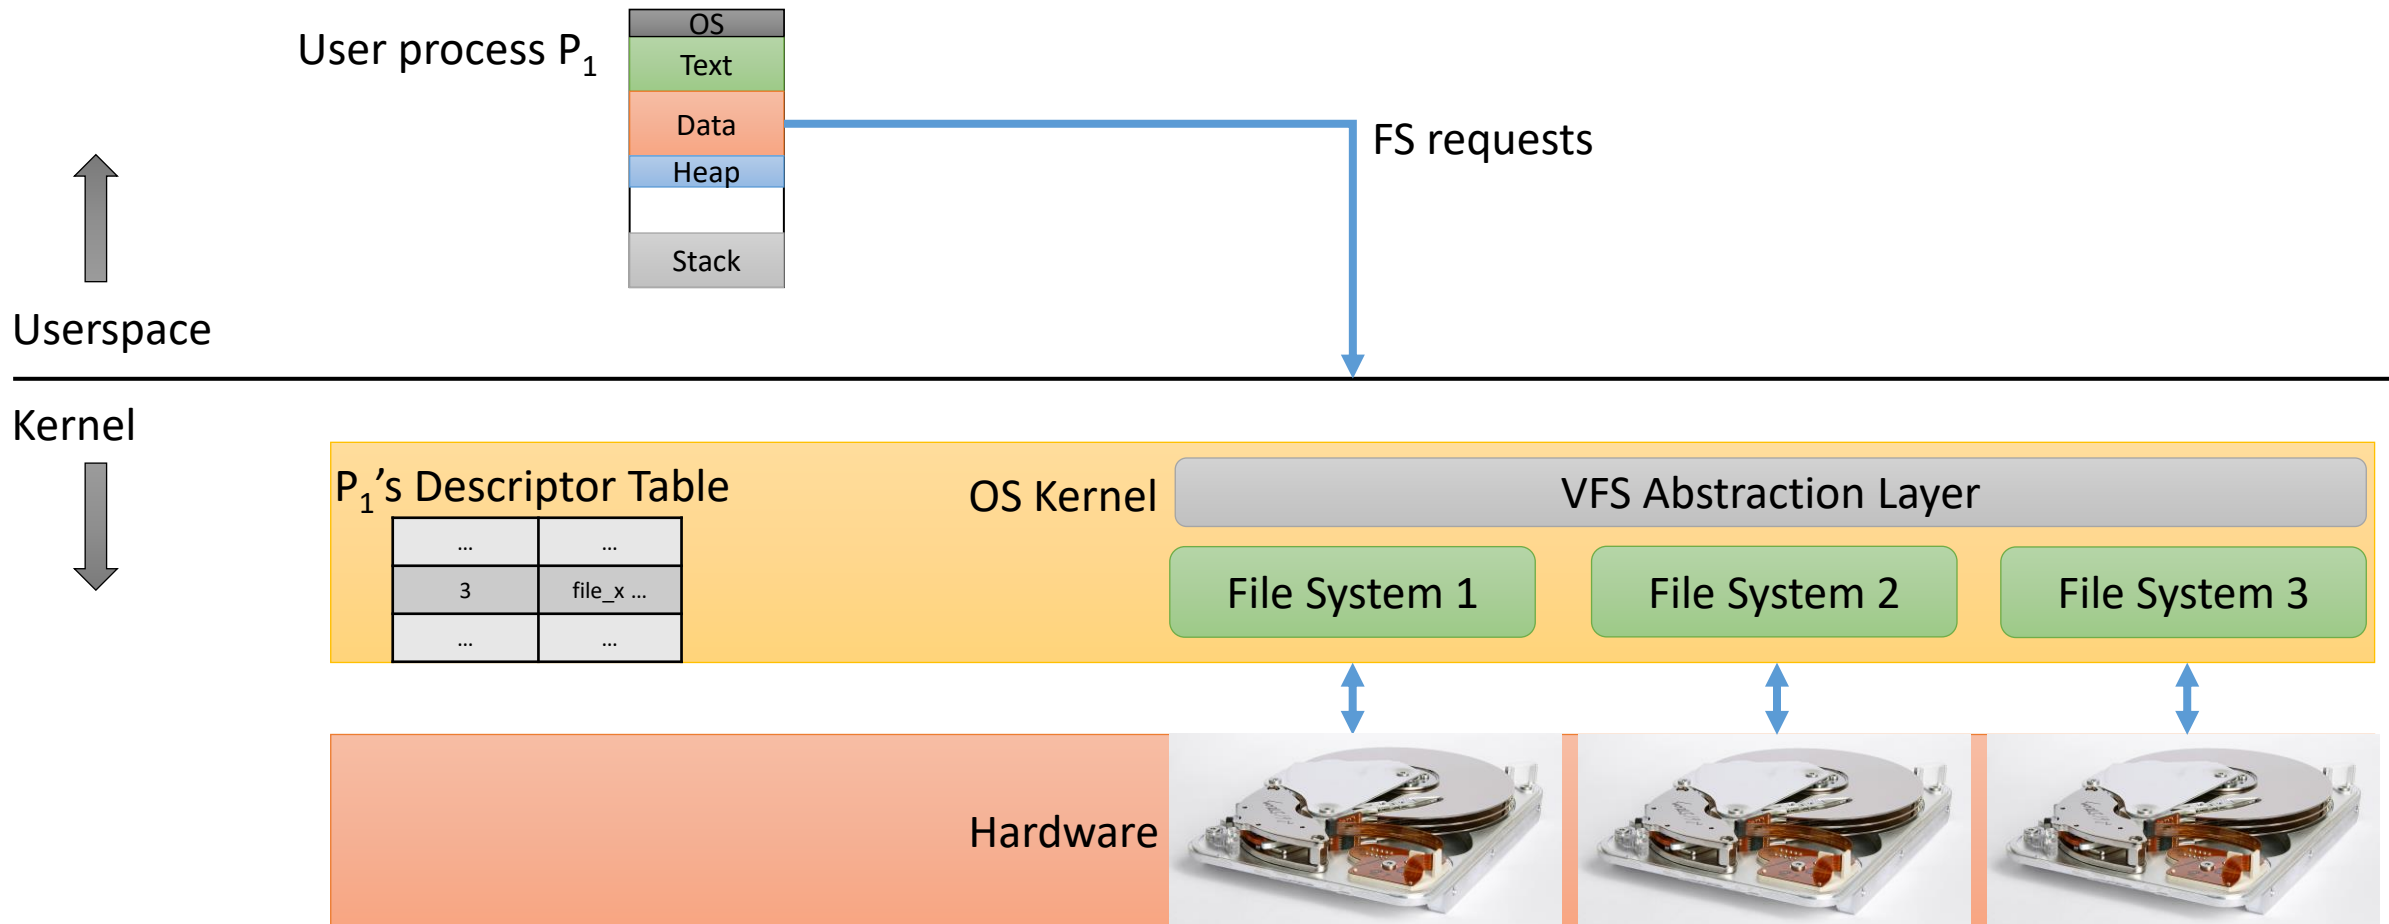 OS
User process P1
Text
Data
FS requests
Heap
Stack
Userspace
Kernel
P1's Descriptor Table
OS Kernel
VFS Abstraction Layer
... ...
3 file_x ...
... ...
File System 1
File System 2
File System 3
Hardware